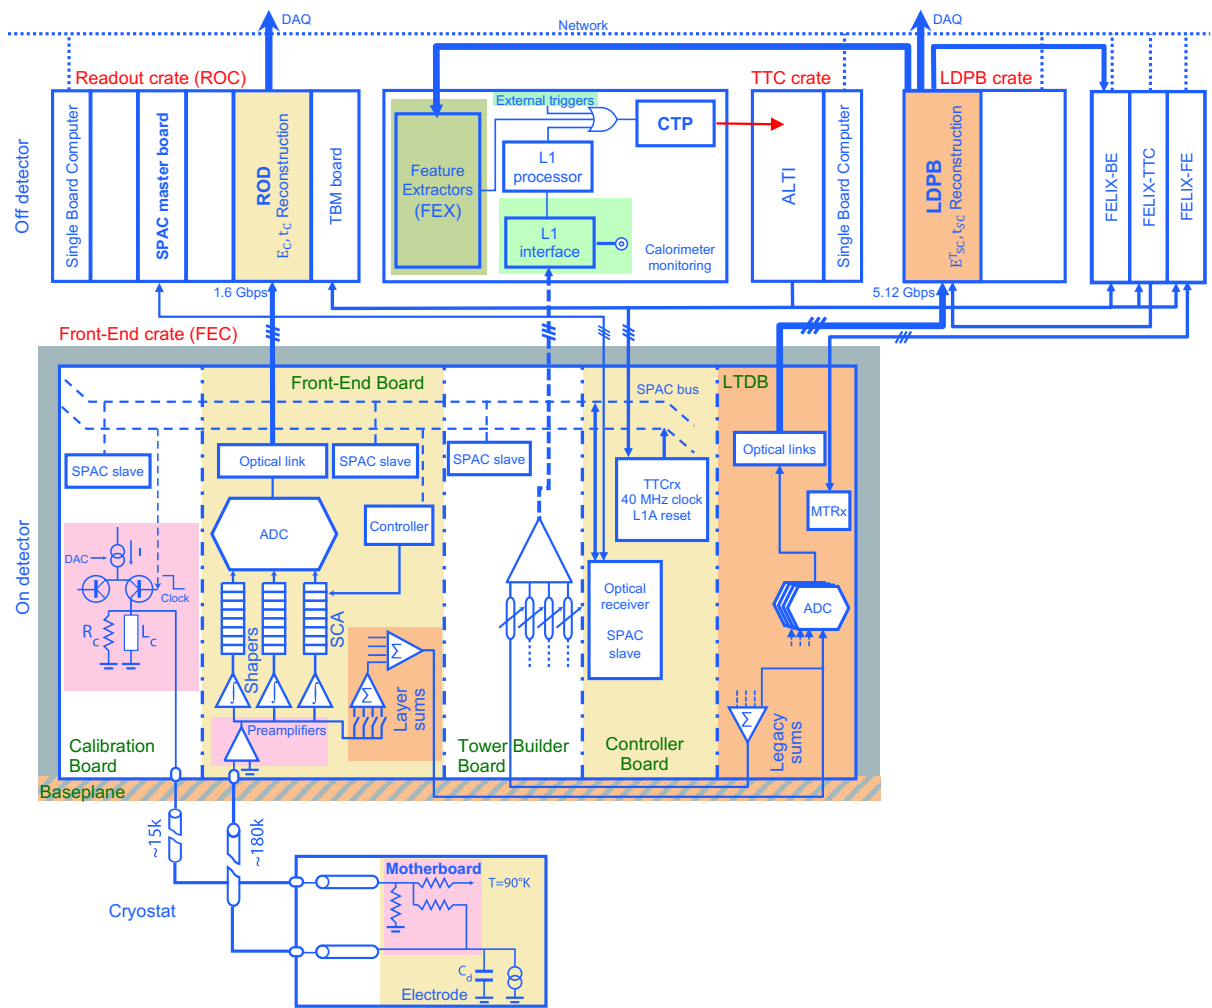 DAQ
DAQ
Network
Readout crate (ROC)
TTC crate
LDPB crate
Single Board Computer
SPAC master board
ROD
E_C, t_C Reconstruction
TBM board
External triggers
CTP
Feature
Extractors
(FEX)
L1
processor
L1
interface
Calorimeter
monitoring
ALTI
Single Board Computer
LDPB
E^T_SC, t_SC Reconstruction
FELIX-BE
FELIX-TTC
FELIX-FE
Off detector
1.6 Gbps
5.12 Gbps
Front-End crate (FEC)
Front-End Board
SPAC bus
LTDB
SPAC slave
Optical link
SPAC slave
SPAC slave
Optical links
TTCrx
40 MHz clock
L1A reset
MTRx
ADC
Controller
DAC
I
Clock
R_c
L_c
Shapers
SCA
Optical
receiver
SPAC
slave
ADC
On detector
∫
∫
∫
Σ
Σ
Layer
sums
Σ
Legacy
sums
Preamplifiers
Calibration
Board
Tower Builder
Board
Controller
Board
Baseplane
~15k
~180k
Motherboard
T=90°K
Cryostat
C_d
Electrode